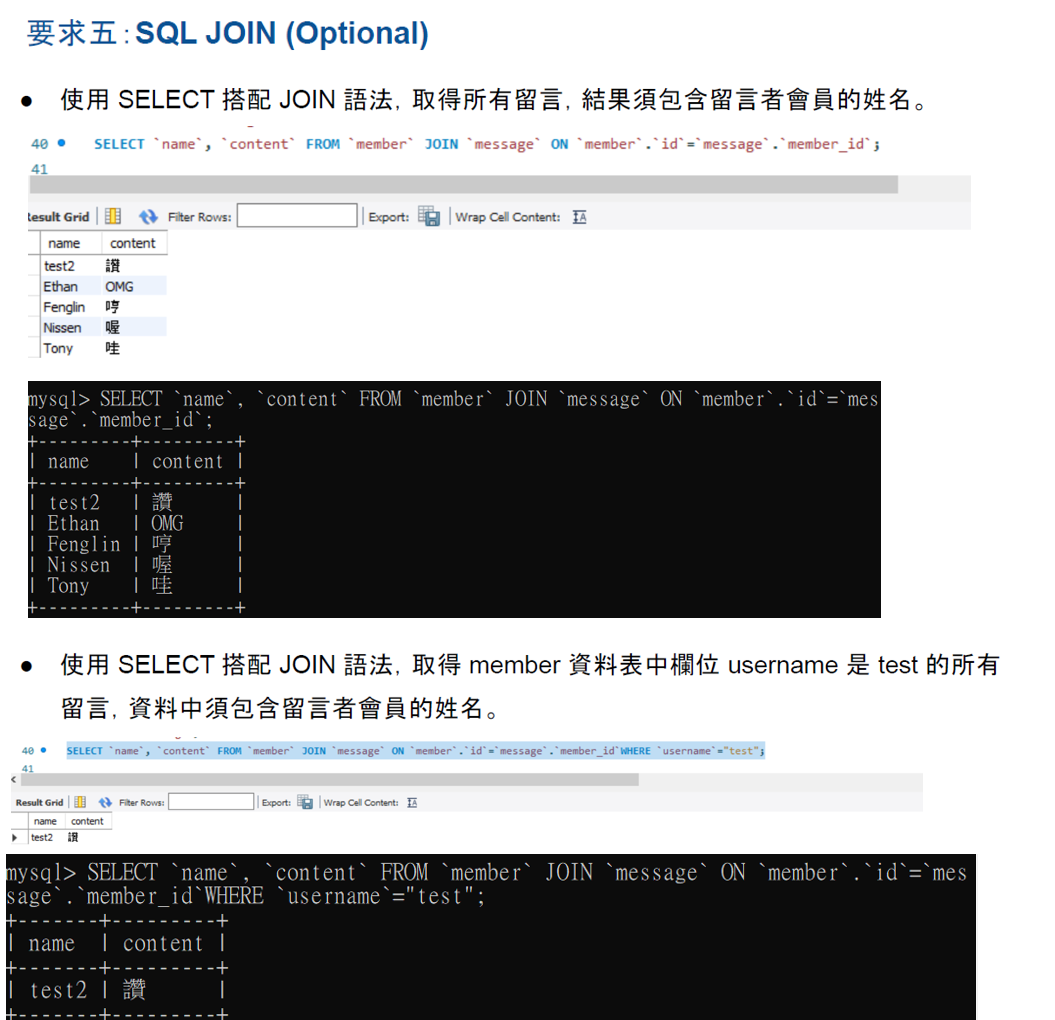 要求五:SQL JOIN (Optional)
● 使用 SELECT 搭配 JOIN 語法, 取得所有留言, 結果須包含留言者會員的姓名。
40 ● SELECT `name`, `content` FROM `member` JOIN `message` ON `member`.`id`=`message`.`member_id`;
41
Result Grid Filter Rows: Export: Wrap Cell Content: IA
name content
test2 讚
Ethan OMG
Fenglin 哼
Nissen 喔
Tony 哇
mysql> SELECT `name`, `content` FROM `member` JOIN `message` ON `member`.`id`=`mes
sage`.`member_id`;
+---------+---------+
| name    | content |
+---------+---------+
| test2   | 讚      |
| Ethan   | OMG     |
| Fenglin | 哼      |
| Nissen  | 喔      |
| Tony    | 哇      |
+---------+---------+
● 使用 SELECT 搭配 JOIN 語法, 取得 member 資料表中欄位 username 是 test 的所有
留言, 資料中須包含留言者會員的姓名。
40 ● SELECT `name`, `content` FROM `member` JOIN `message` ON `member`.`id`=`message`.`member_id`WHERE `username`="test";
41
Result Grid Filter Rows: Export: Wrap Cell Content: IA
name content
test2 讚
mysql> SELECT `name`, `content` FROM `member` JOIN `message` ON `member`.`id`=`mes
sage`.`member_id`WHERE `username`="test";
+-------+---------+
| name  | content |
+-------+---------+
| test2 | 讚      |
+-------+---------+